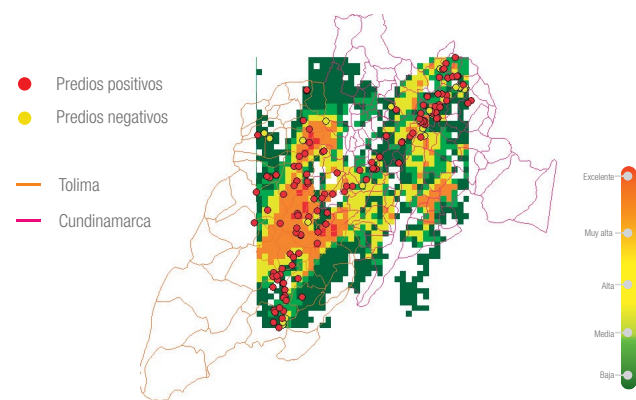 Predios positivos
Predios negativos
Tolima
Cundinamarca
Excelente
Muy alta
Alta
Media
Baja